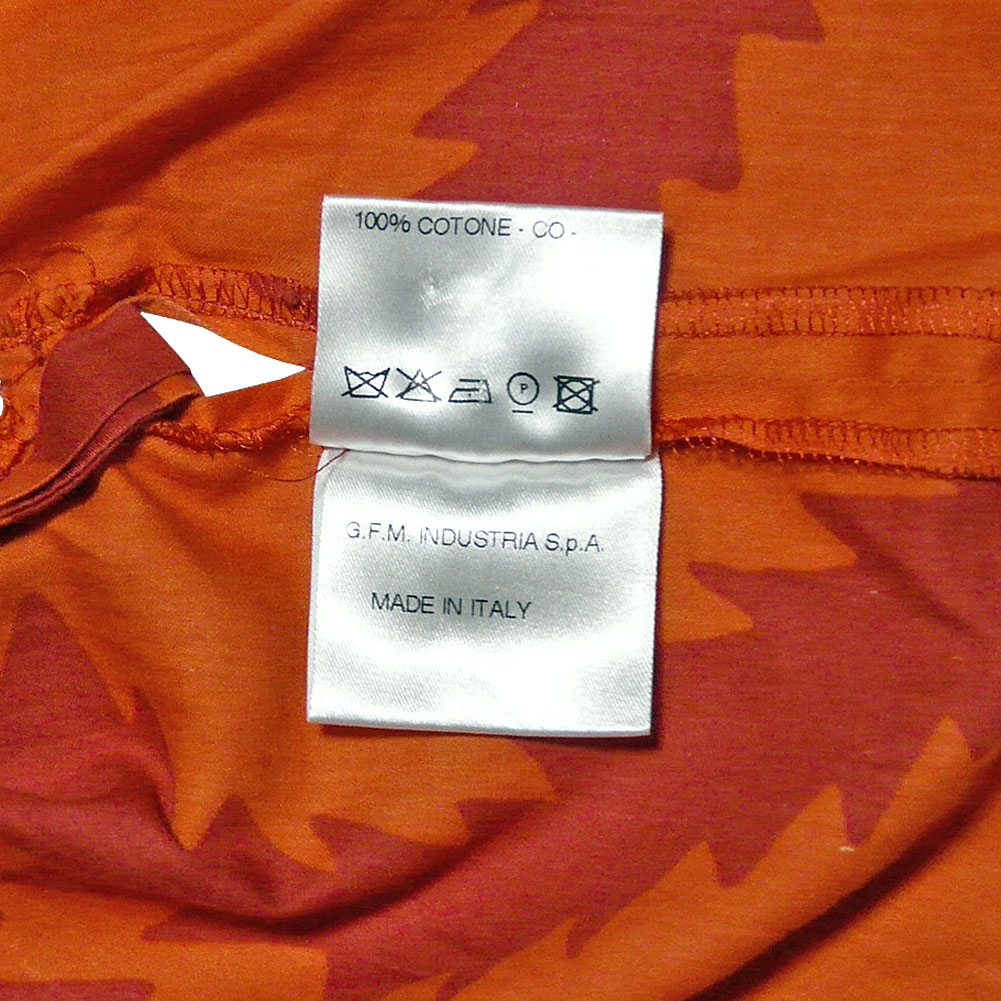 100% COTONE - CO -
P
G.F.M. INDUSTRIA S.p.A.
MADE IN ITALY